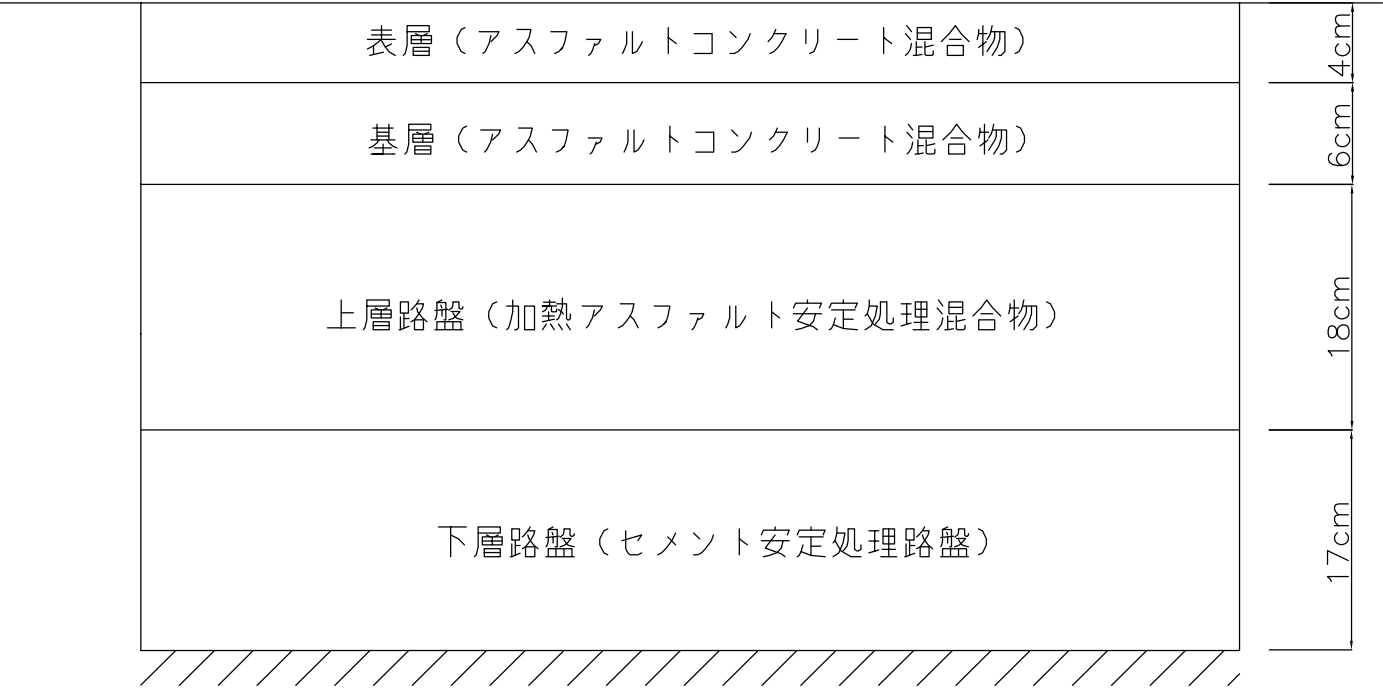 表層（アスファルトコンクリート混合物）
4cm
基層（アスファルトコンクリート混合物）
6cm
上層路盤（加熱アスファルト安定処理混合物）
18cm
下層路盤（セメント安定処理路盤）
17cm